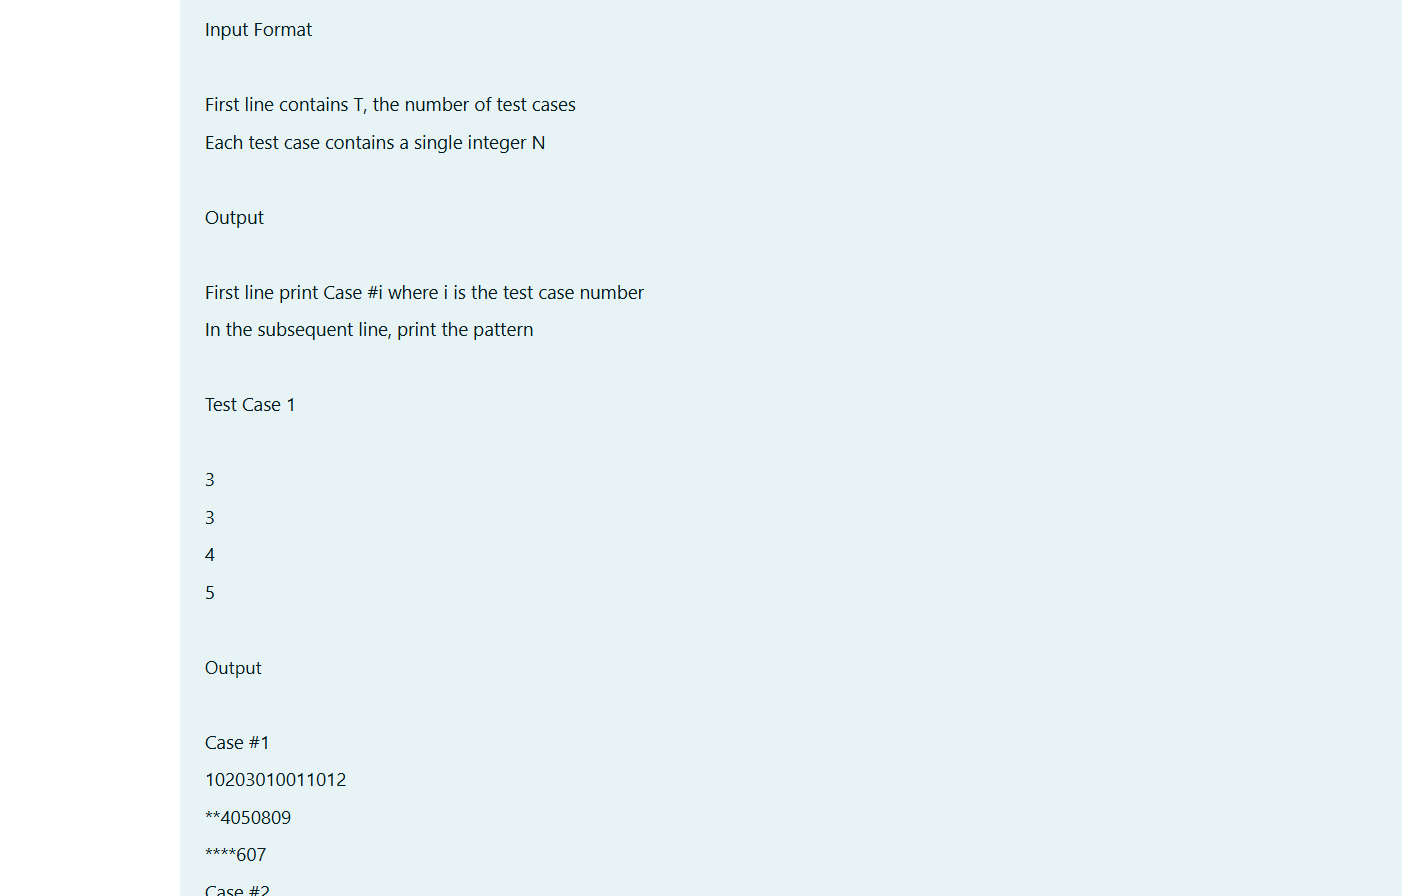 Input Format
First line contains T, the number of test cases
Each test case contains a single integer N
Output
First line print Case #i where i is the test case number
In the subsequent line, print the pattern
Test Case 1
3
3
4
5
Output
Case #1
10203010011012
**4050809
****607
Case #2